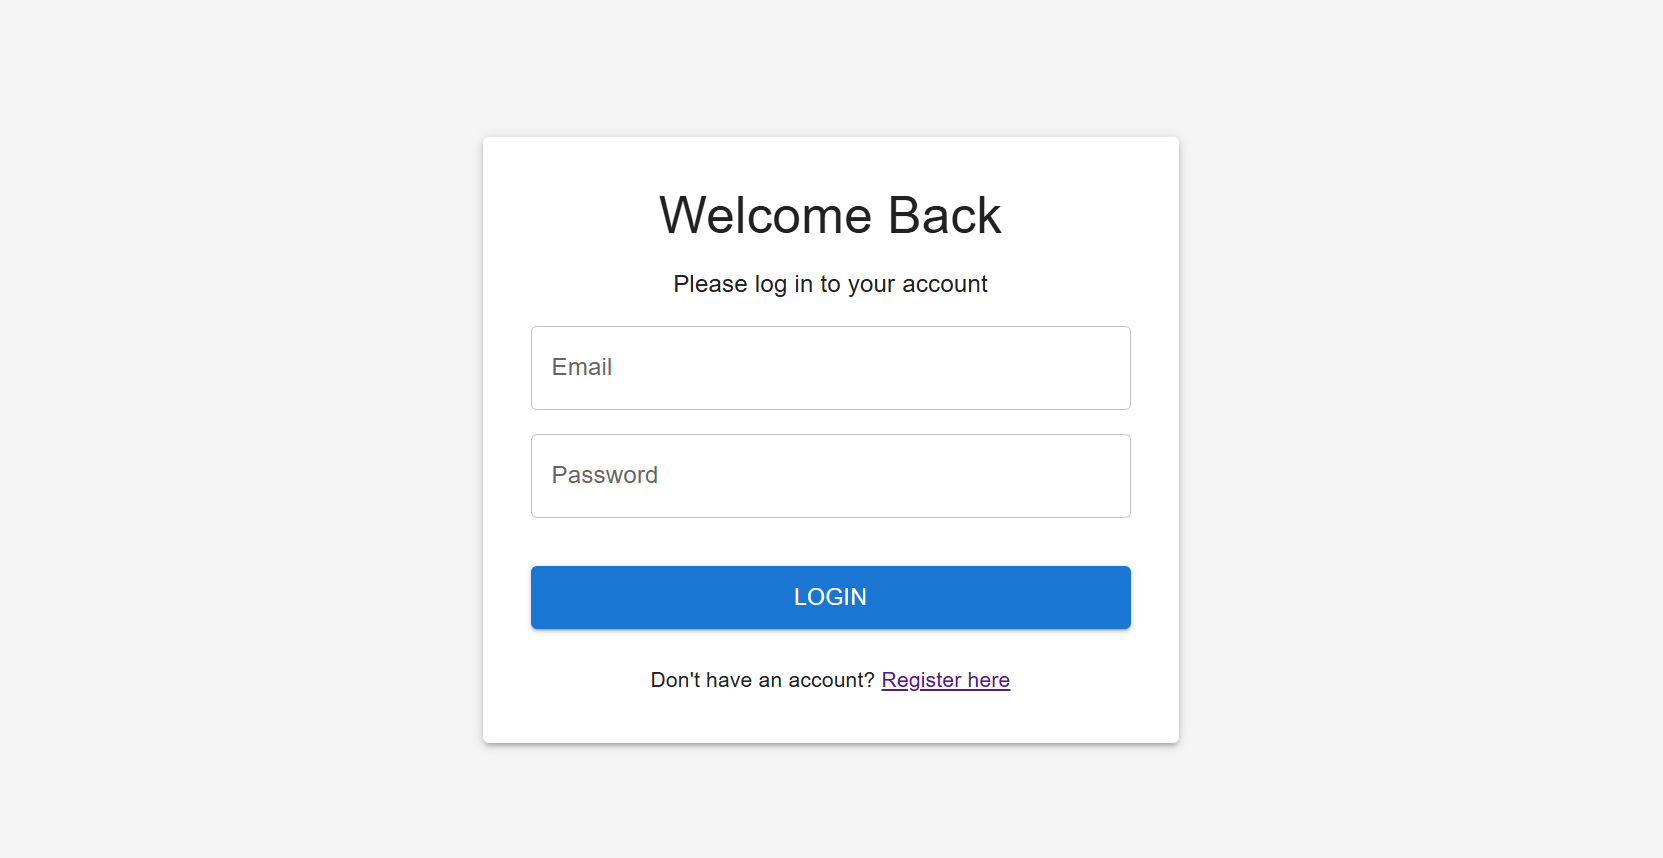 Welcome Back
Please log in to your account
Email
Password
LOGIN
Don't have an account? Register here